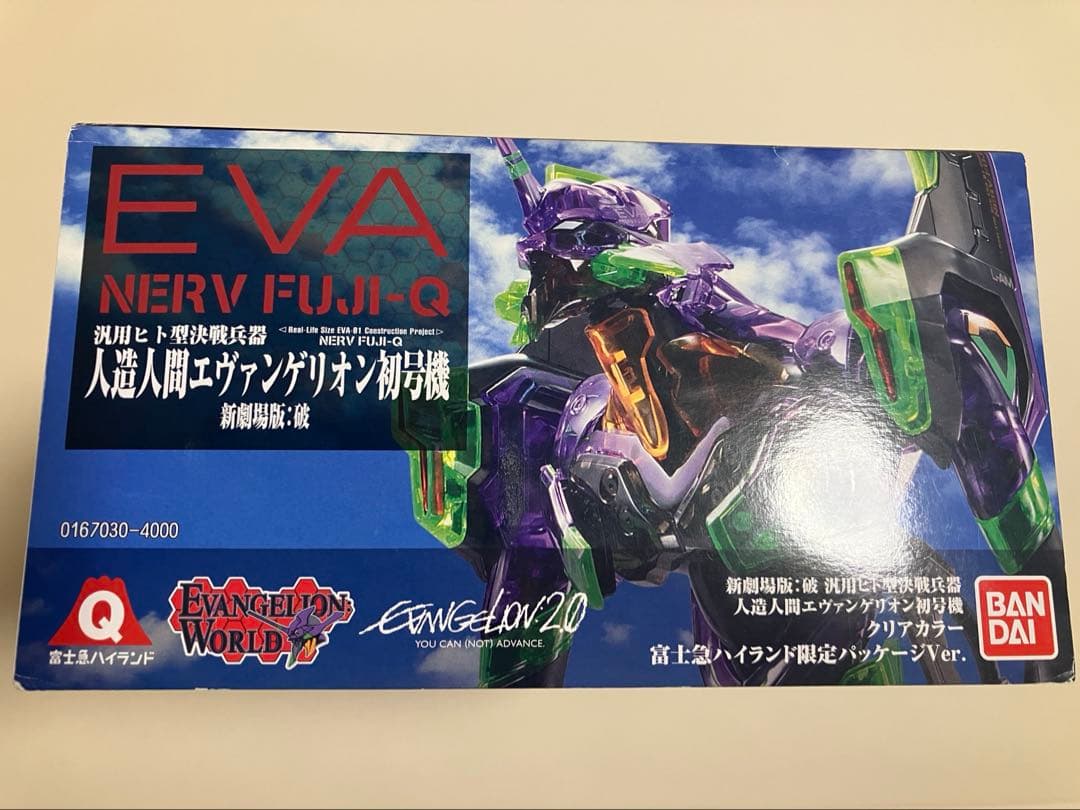 EVA
NERV FUJI-Q
汎用ヒト型決戦兵器
<Real-Life Size EVA-01 Construction Project>
NERV FUJI-Q
人造人間エヴァンゲリオン初号機
新劇場版:破
L-AM
0167030-4000
Q
富士急ハイランド
EVANGELION:
WORLD
EVANGELION:2.0
YOU CAN (NOT) ADVANCE.
新劇場版:破 汎用ヒト型決戦兵器
人造人間エヴァンゲリオン初号機
クリアカラー
富士急ハイランド限定パッケージVer.
BAN
DAI